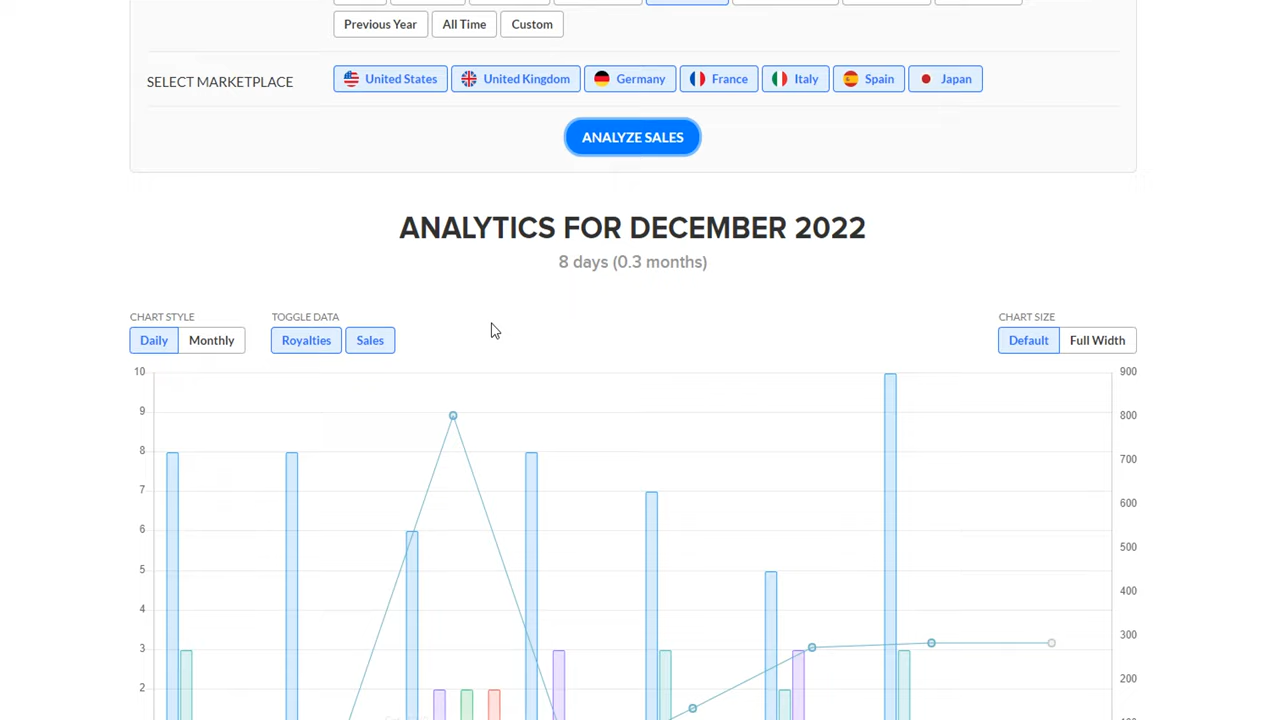 Previous Year All Time Custom
SELECT MARKETPLACE United States United Kingdom Germany France Italy Spain Japan
ANALYZE SALES
ANALYTICS FOR DECEMBER 2022
8 days (0.3 months)
CHART STYLE TOGGLE DATA CHART SIZE
Daily Monthly Royalties Sales Default Full Width
10 900
9 800
8 700
7 600
6 500
5 400
4 300
3 200
2